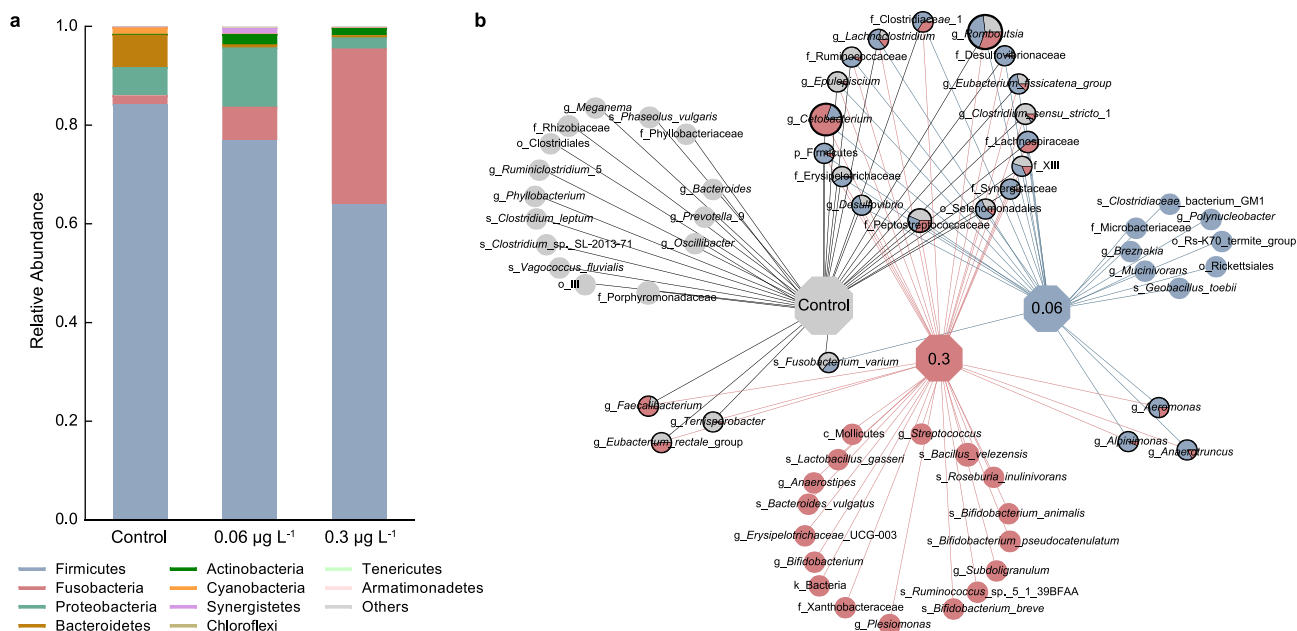 a
Relative Abundance
1.0
0.8
0.6
0.4
0.2
0.0
Control
0.06 µg L⁻¹
0.3 µg L⁻¹
Firmicutes
Fusobacteria
Proteobacteria
Bacteroidetes
Actinobacteria
Cyanobacteria
Synergistetes
Chloroflexi
Tenericutes
Armatimonadetes
Others
b
f_Clostridiaceae_1
g_Lachnoclostridium
g_Romboutsia
f_Ruminococcaceae
f_Desulfovibrionaceae
g_Epulopiscium
g_Eubacterium_fissicatena_group
g_Cetobacterium
g_Clostridium_sensu_stricto_1
p_Firmicutes
f_Lachnospiraceae
f_Erysipelotrichaceae
f_XIII
g_Desulfovibrio
f_Synergistaceae
f_Peptostreptococcaceae
o_Selenomonadales
g_Meganema
s_Phaseolus_vulgaris
f_Rhizobiaceae
f_Phyllobacteriaceae
o_Clostridiales
g_Ruminiclostridium_5
g_Bacteroides
g_Phyllobacterium
g_Prevotella_9
s_Clostridium_leptum
g_Oscillibacter
s_Clostridium_sp._SL-2013-71
s_Vagococcus_fluvialis
o_III
f_Porphyromonadaceae
Control
s_Clostridiaceae_bacterium_GM1
g_Polynucleobacter
f_Microbacteriaceae
o_Rs-K70_termite_group
g_Breznakia
o_Rickettsiales
g_Mucinivorans
s_Geobacillus_toebii
0.06
0.3
s_Fusobacterium_varium
g_Faecalibacterium
g_Terrisporobacter
g_Eubacterium_rectale_group
g_Aeromonas
g_Alpinimonas
g_Anaerotruncus
c_Mollicutes
g_Streptococcus
s_Lactobacillus_gasseri
s_Bacillus_velezensis
g_Anaerostipes
s_Roseburia_inulinivorans
s_Bacteroides_vulgatus
s_Bifidobacterium_animalis
g_Erysipelotrichaceae_UCG-003
s_Bifidobacterium_pseudocatenulatum
g_Bifidobacterium
g_Subdoligranulum
k_Bacteria
s_Ruminococcus_sp._5_1_39BFAA
f_Xanthobacteraceae
s_Bifidobacterium_breve
g_Plesiomonas